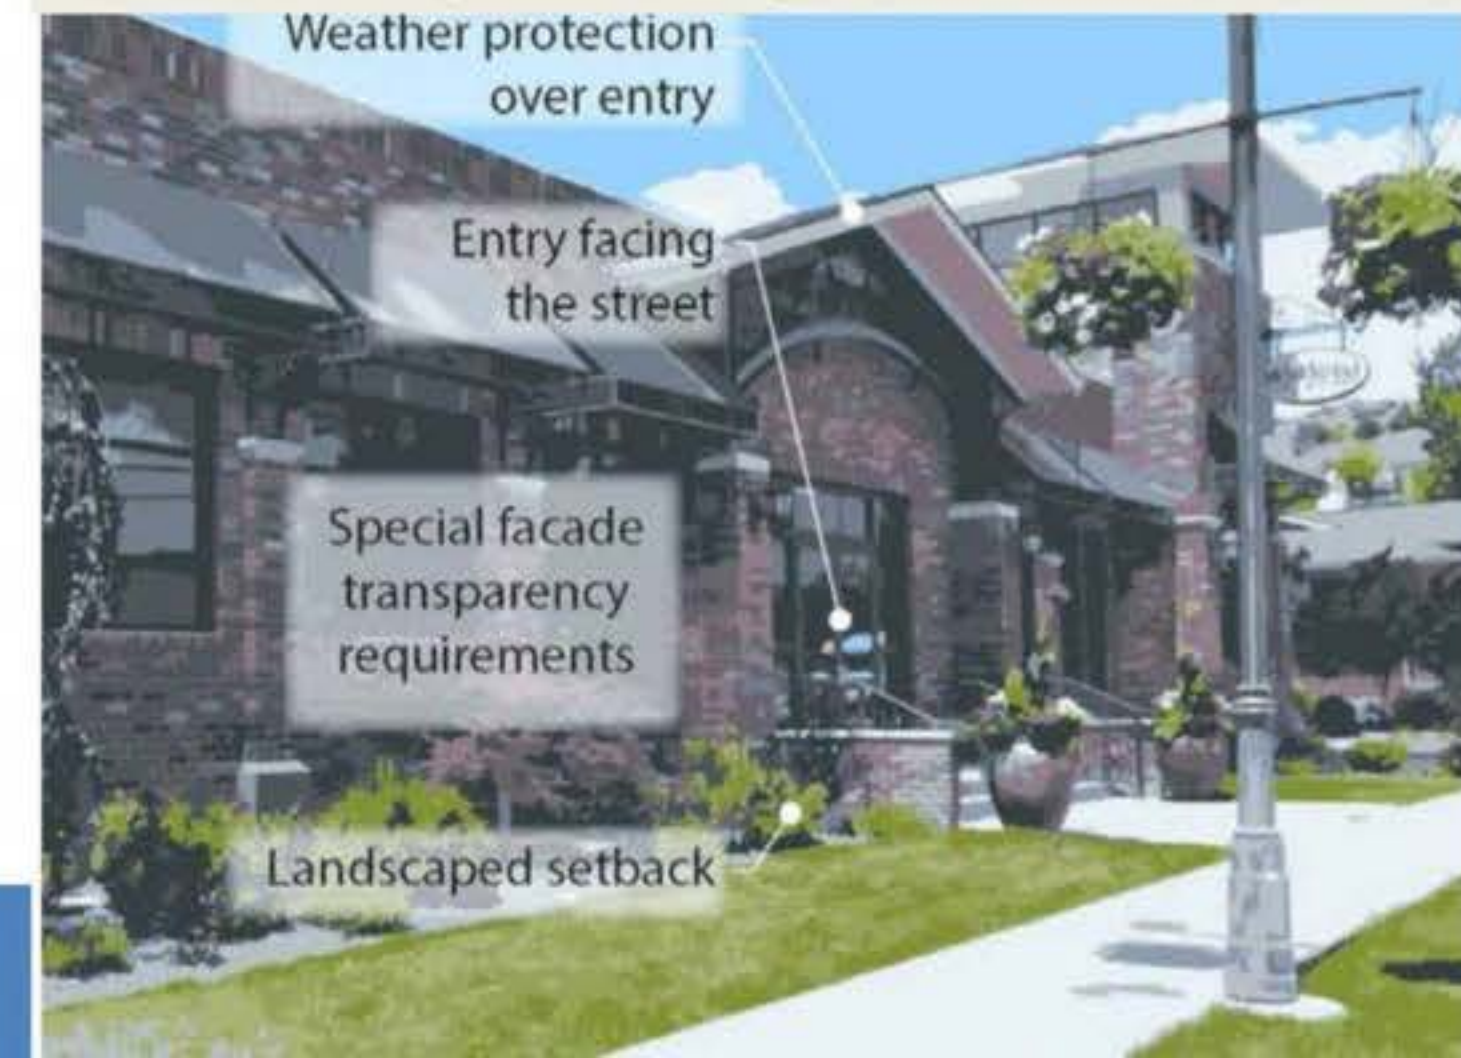 Weather protection
over entry
Entry facing
the street
Special facade
transparency
requirements
Landscaped setback